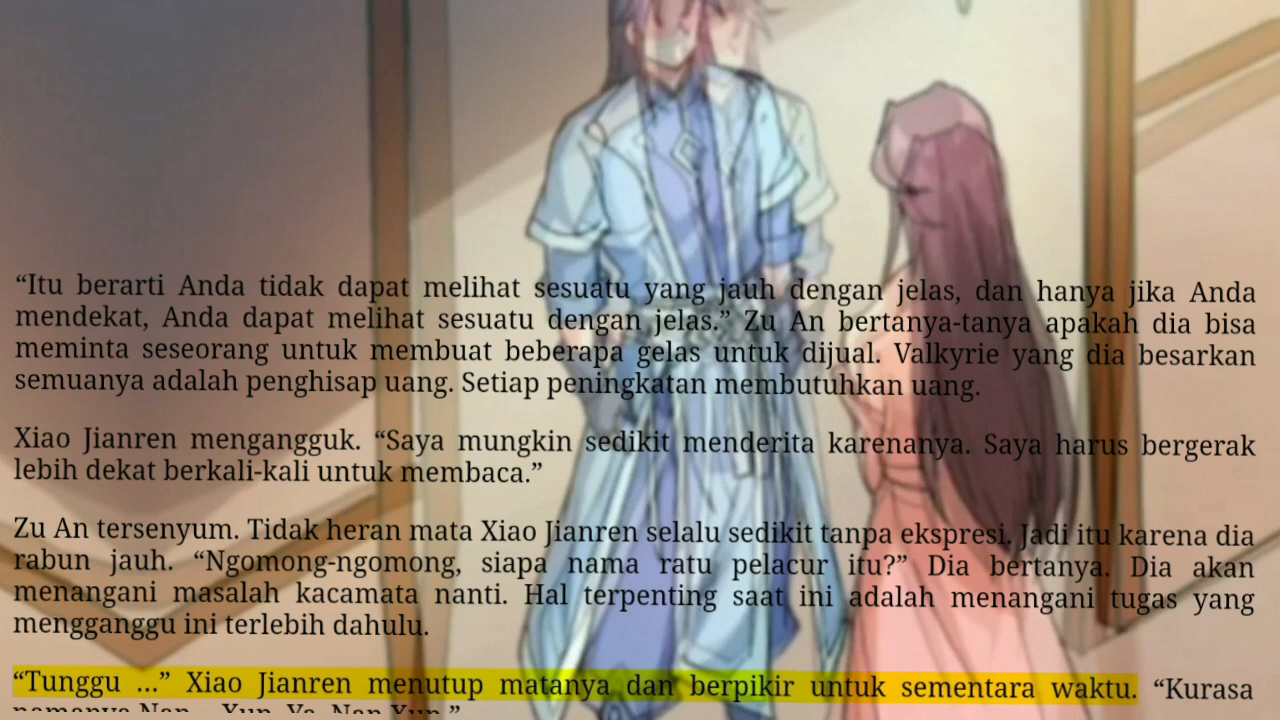 “Itu berarti Anda tidak dapat melihat sesuatu yang jauh dengan jelas, dan hanya jika Anda
mendekat, Anda dapat melihat sesuatu dengan jelas.” Zu An bertanya-tanya apakah dia bisa
meminta seseorang untuk membuat beberapa gelas untuk dijual. Valkyrie yang dia besarkan
semuanya adalah penghisap uang. Setiap peningkatan membutuhkan uang.
Xiao Jianren mengangguk. “Saya mungkin sedikit menderita karenanya. Saya harus bergerak
lebih dekat berkali-kali untuk membaca.”
Zu An tersenyum. Tidak heran mata Xiao Jianren selalu sedikit tanpa ekspresi. Jadi itu karena dia
rabun jauh. “Ngomong-ngomong, siapa nama ratu pelacur itu?” Dia bertanya. Dia akan
menangani masalah kacamata nanti. Hal terpenting saat ini adalah menangani tugas yang
mengganggu ini terlebih dahulu.
“Tunggu …” Xiao Jianren menutup matanya dan berpikir untuk sementara waktu. “Kurasa